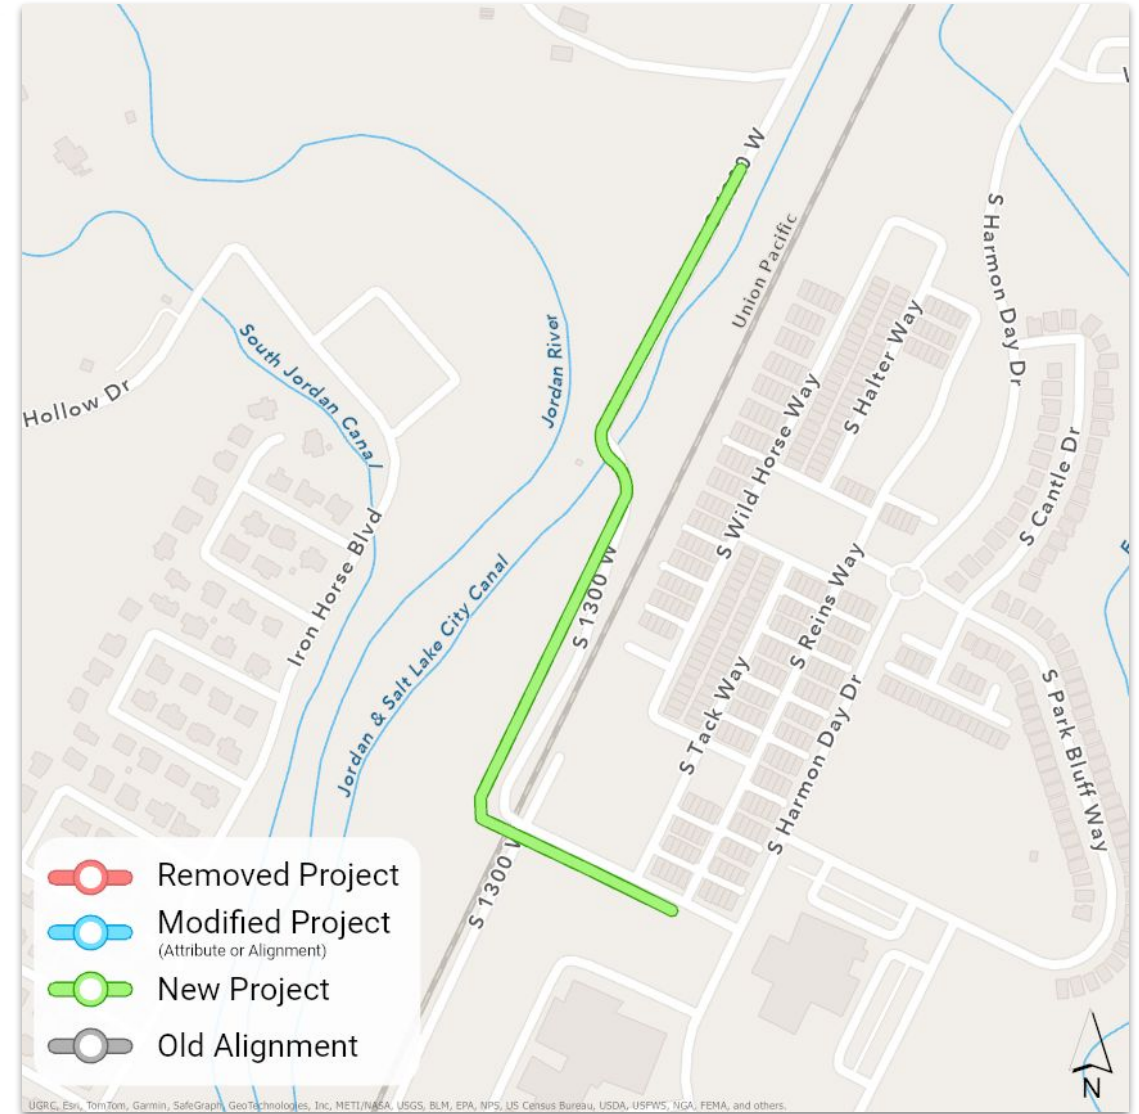 Union Pacific
S Harmon Day Dr
S Halter Way
Hollow Dr
South Jordan Canal
Jordan River
S Wild Horse Way
S Cantle Dr
Iron Horse Blvd
S 1300 W
Jordan & Salt Lake City Canal
S Reins Way
S Tack Way
S Harmon Day Dr
S Park Bluff Way
S 1300 W
Removed Project
Modified Project
(Attribute or Alignment)
New Project
Old Alignment
N
UGRC, Esri, TomTom, Garmin, SafeGraph, GeoTechnologies, Inc, METI/NASA, USGS, BLM, EPA, NPS, US Census Bureau, USDA, USFWS, NGA, FEMA, and others.